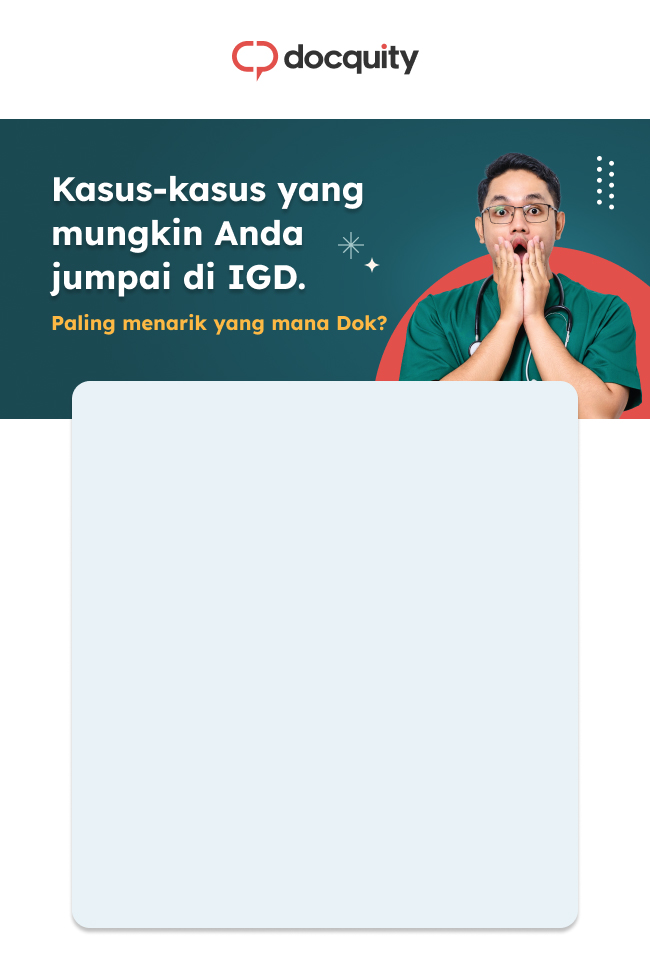 docquity
Kasus-kasus yang
mungkin Anda
jumpai di IGD.
Paling menarik yang mana Dok?